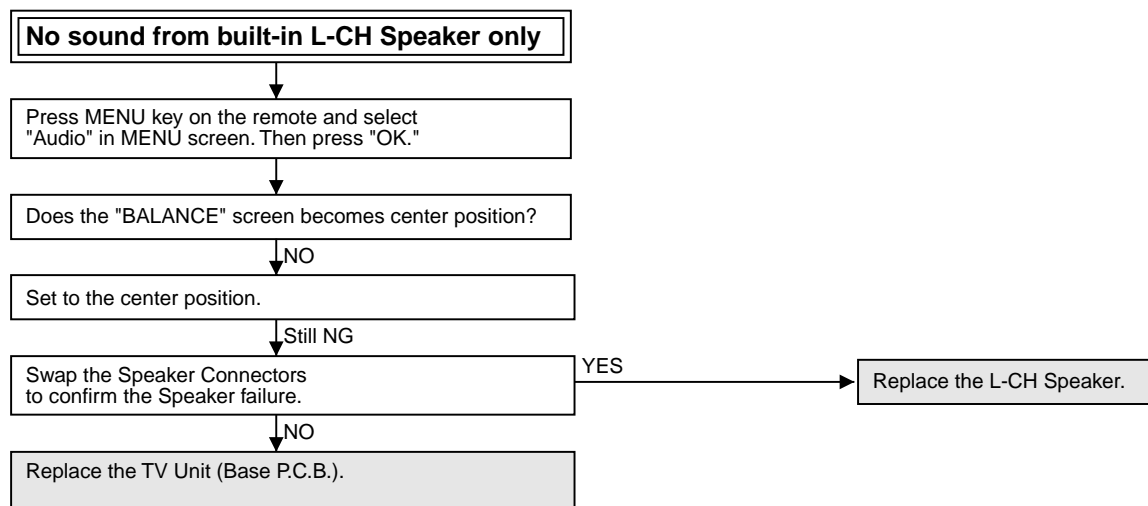 No sound from built-in L-CH Speaker only
Press MENU key on the remote and select
"Audio" in MENU screen. Then press "OK."
Does the "BALANCE" screen becomes center position?
NO
Set to the center position.
Still NG
Swap the Speaker Connectors
to confirm the Speaker failure.
YES
Replace the L-CH Speaker.
NO
Replace the TV Unit (Base P.C.B.).